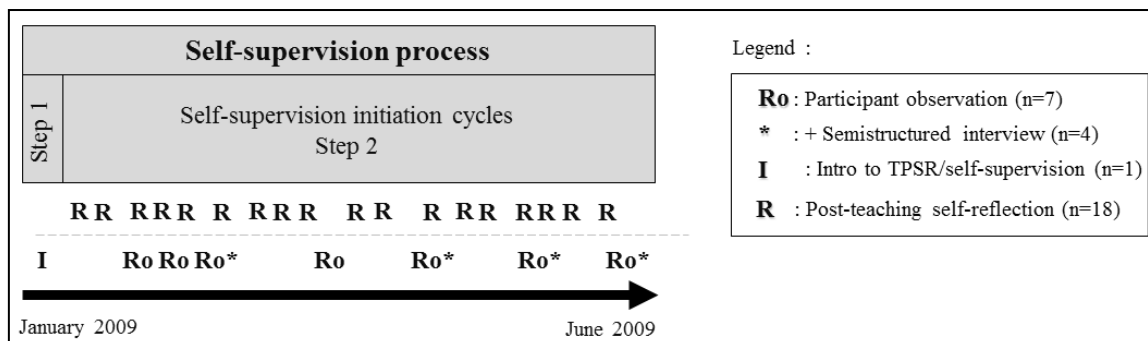 Self-supervision process
Step 1
Self-supervision initiation cycles
Step 2
R R R R R R R R R R R R R R R R R R
I Ro Ro Ro* Ro Ro* Ro* Ro*
January 2009 June 2009
Legend :
Ro : Participant observation (n=7)
* : + Semistructured interview (n=4)
I : Intro to TPSR/self-supervision (n=1)
R : Post-teaching self-reflection (n=18)